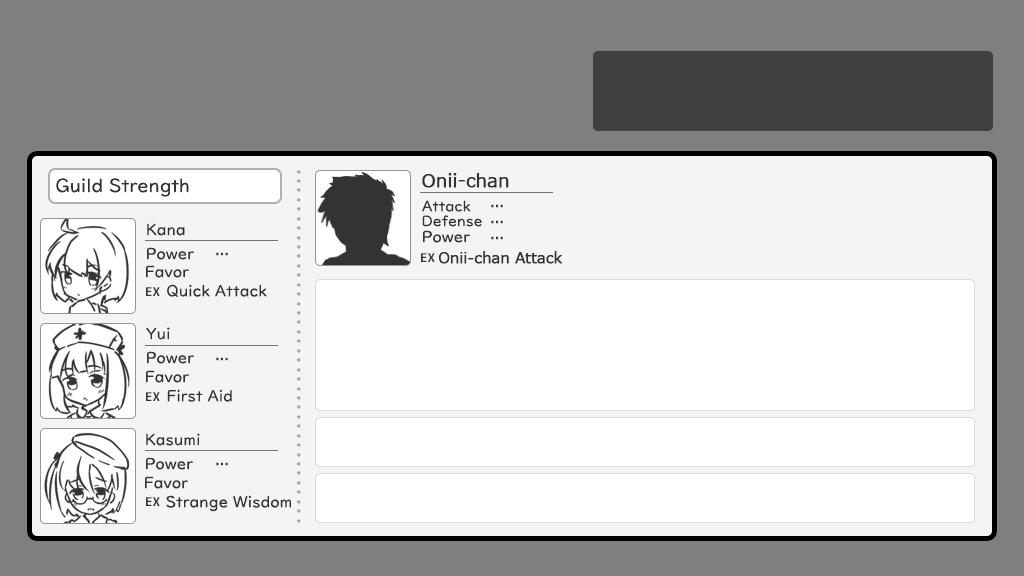 Guild Strength
Kana
Power …
Favor
EX Quick Attack
Yui
Power …
Favor
EX First Aid
Kasumi
Power …
Favor
EX Strange Wisdom
Onii-chan
Attack …
Defense …
Power …
EX Onii-chan Attack